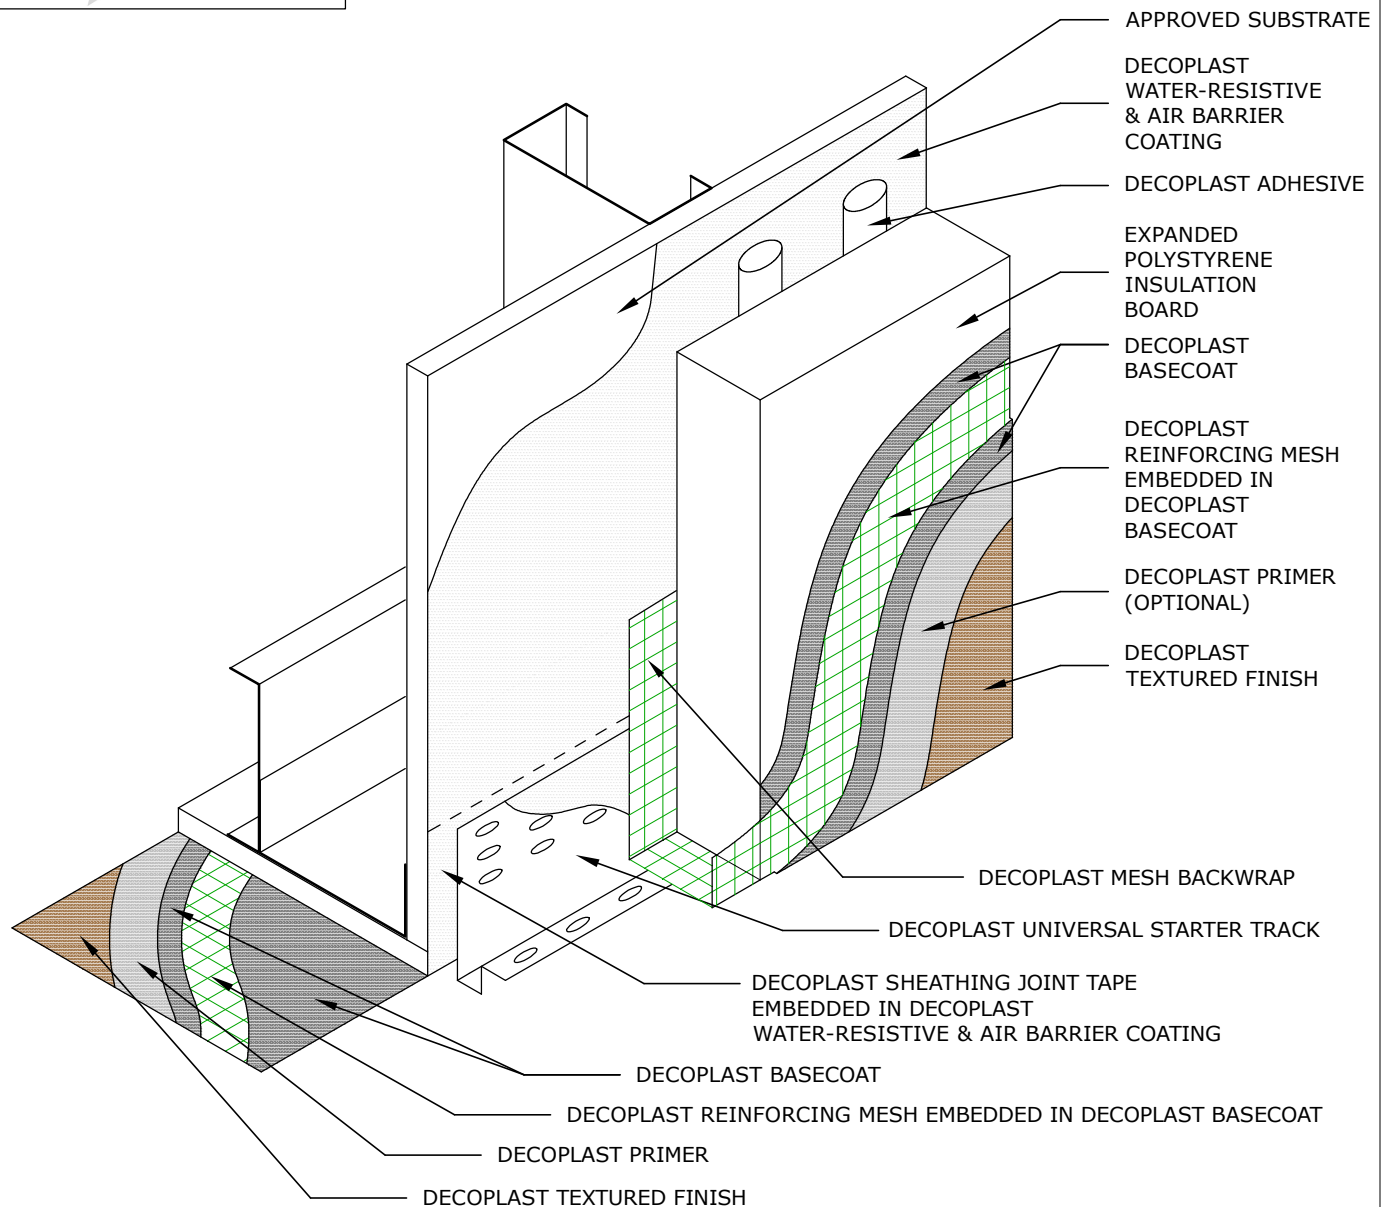 APPROVED SUBSTRATE
DECOPLAST
WATER-RESISTIVE
& AIR BARRIER
COATING
DECOPLAST ADHESIVE
EXPANDED
POLYSTYRENE
INSULATION
BOARD
DECOPLAST
BASECOAT
DECOPLAST
REINFORCING MESH
EMBEDDED IN
DECOPLAST
BASECOAT
DECOPLAST PRIMER
(OPTIONAL)
DECOPLAST
TEXTURED FINISH
DECOPLAST MESH BACKWRAP
DECOPLAST UNIVERSAL STARTER TRACK
DECOPLAST SHEATHING JOINT TAPE
EMBEDDED IN DECOPLAST
WATER-RESISTIVE & AIR BARRIER COATING
DECOPLAST BASECOAT
DECOPLAST REINFORCING MESH EMBEDDED IN DECOPLAST BASECOAT
DECOPLAST PRIMER
DECOPLAST TEXTURED FINISH